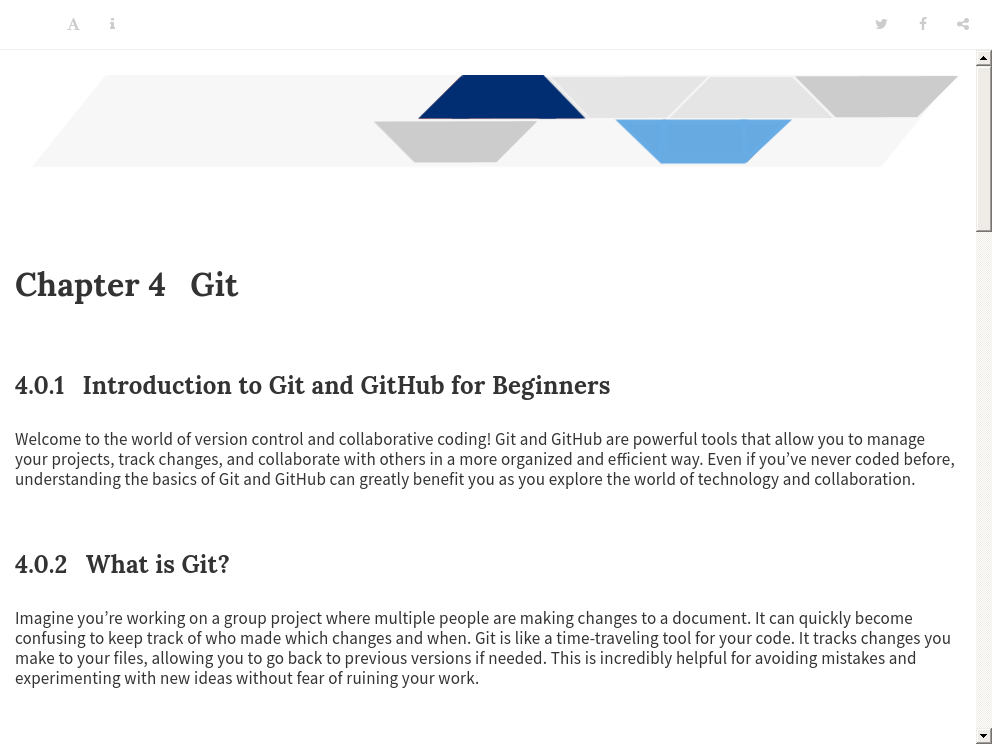 A i
Chapter 4 Git
4.0.1 Introduction to Git and GitHub for Beginners
Welcome to the world of version control and collaborative coding! Git and GitHub are powerful tools that allow you to manage
your projects, track changes, and collaborate with others in a more organized and efficient way. Even if you’ve never coded before,
understanding the basics of Git and GitHub can greatly benefit you as you explore the world of technology and collaboration.
4.0.2 What is Git?
Imagine you’re working on a group project where multiple people are making changes to a document. It can quickly become
confusing to keep track of who made which changes and when. Git is like a time-traveling tool for your code. It tracks changes you
make to your files, allowing you to go back to previous versions if needed. This is incredibly helpful for avoiding mistakes and
experimenting with new ideas without fear of ruining your work.